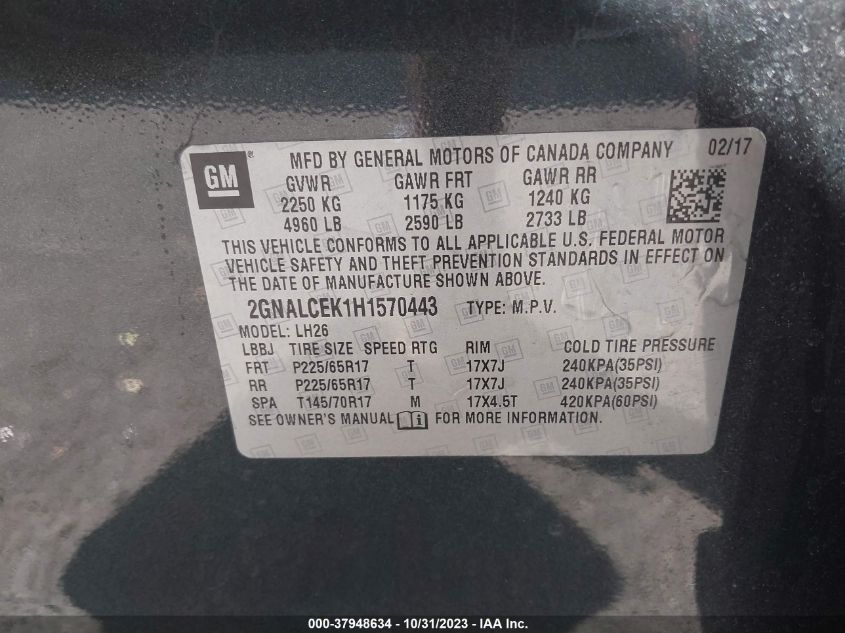 GM ® MFD BY GENERAL MOTORS OF CANADA COMPANY 02/17
GVWR GAWR FRT GAWR RR
2250 KG 1175 KG 1240 KG
4960 LB 2590 LB 2733 LB
THIS VEHICLE CONFORMS TO ALL APPLICABLE U.S. FEDERAL MOTOR
VEHICLE SAFETY AND THEFT PREVENTION STANDARDS IN EFFECT ON
THE DATE OF MANUFACTURE SHOWN ABOVE.
2GNALCEK1H1570443 TYPE: M.P.V.
MODEL: LH26
LBBJ TIRE SIZE SPEED RTG RIM COLD TIRE PRESSURE
FRT P225/65R17 T 17X7J 240KPA(35PSI)
RR P225/65R17 T 17X7J 240KPA(35PSI)
SPA T145/70R17 M 17X4.5T 420KPA(60PSI)
SEE OWNER'S MANUAL FOR MORE INFORMATION.
000-37948634 - 10/31/2023 - IAA Inc.